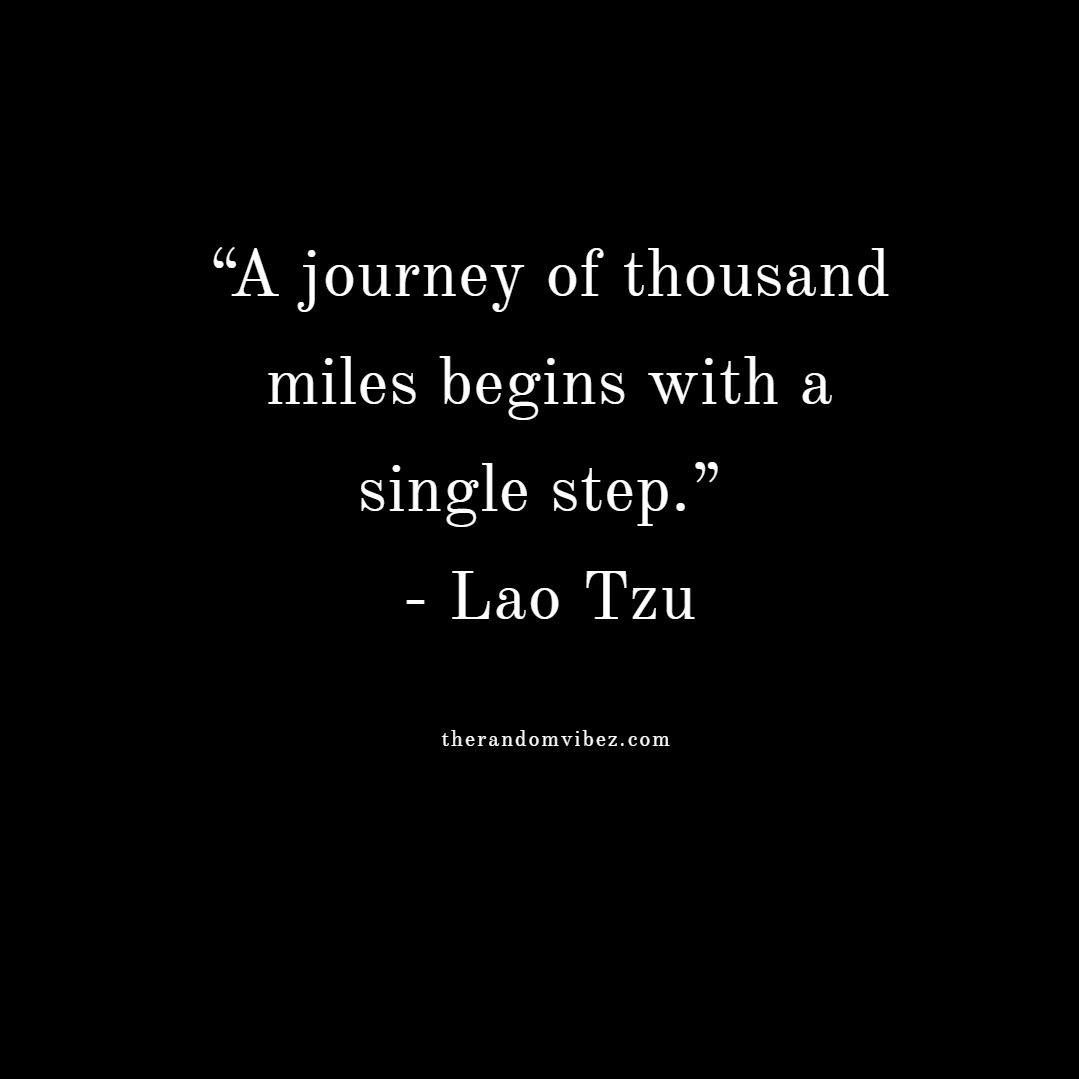 “A journey of thousand
miles begins with a
single step.”
- Lao Tzu
therandomvibez.com